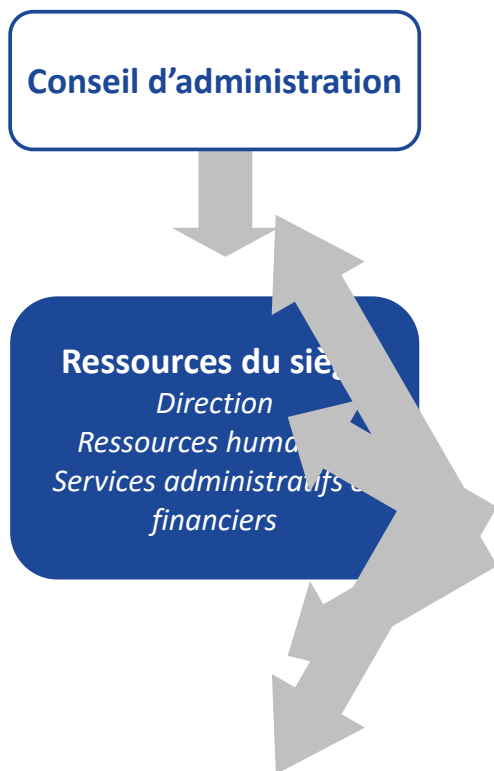 Conseil d’administration
Ressources du
Direction
Ressources
Services administratifs
financiers